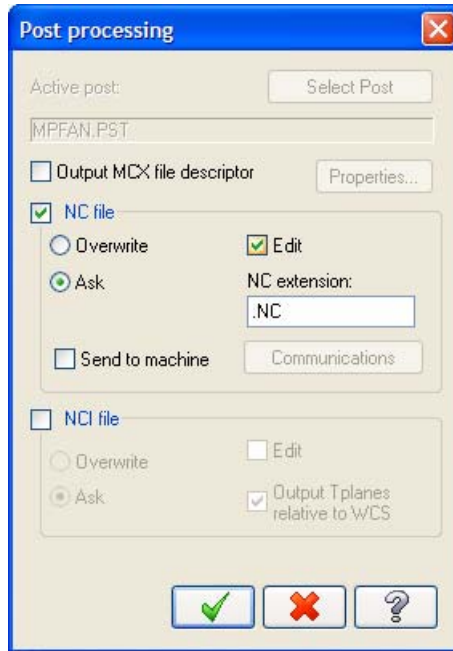 Post processing
Active post:
Select Post
MPFAN.PST
Output MCX file descriptor
Properties...
NC file
Overwrite
Edit
Ask
NC extension:
.NC
Send to machine
Communications
NCI file
Overwrite
Edit
Ask
Output Tplanes
relative to WCS